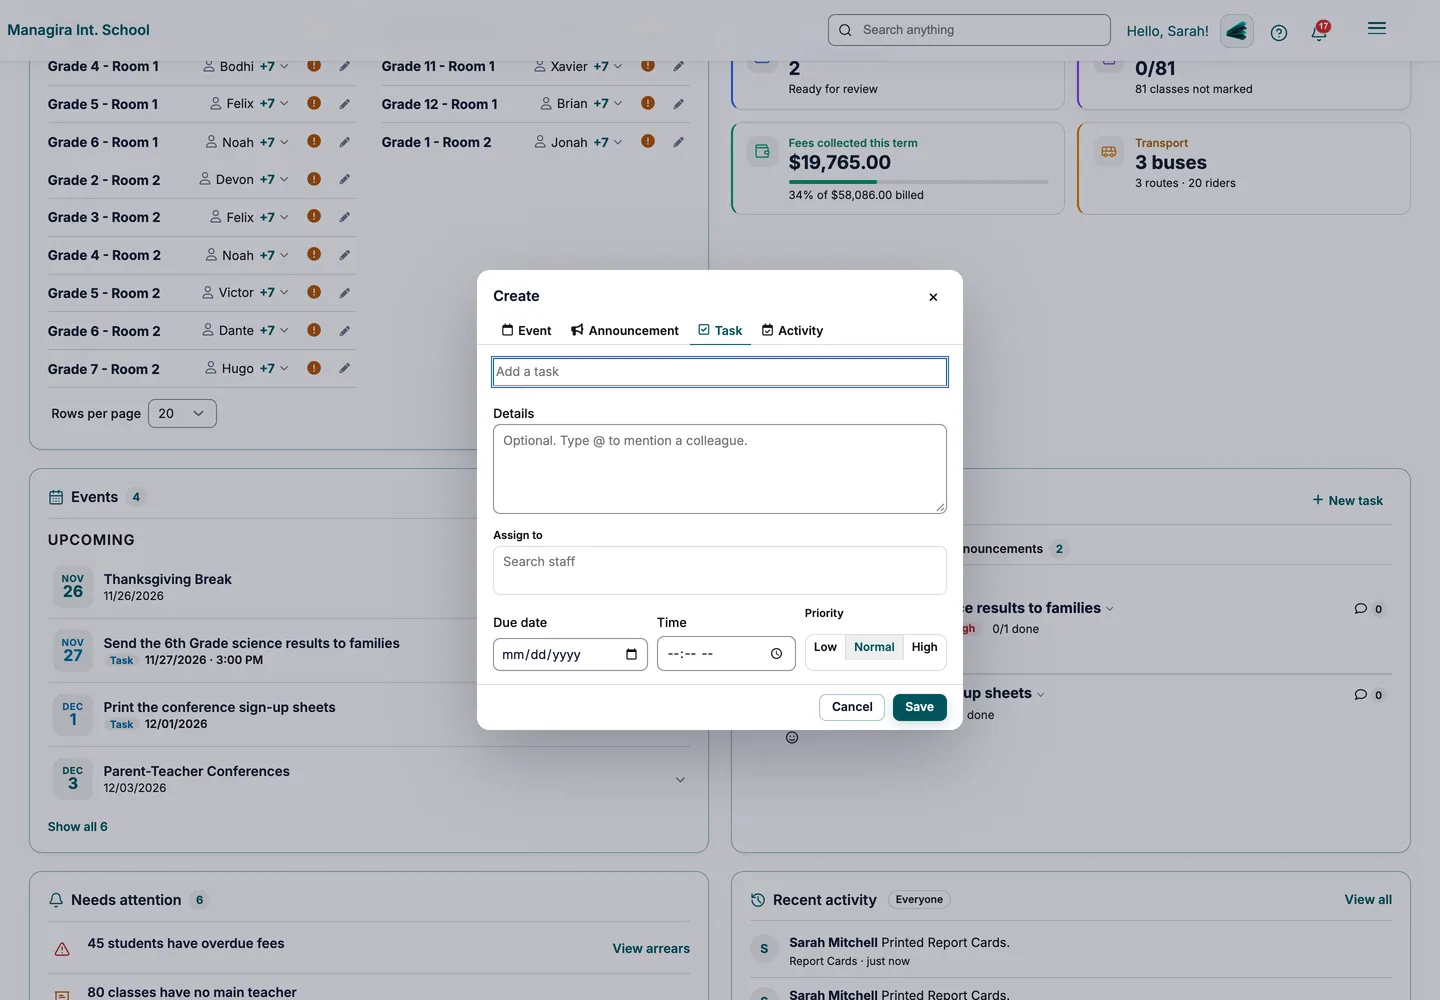 Managira Int. School
Search anything
Hello, Sarah!
17
Grade 4 - Room 1 Bodhi +7
Grade 5 - Room 1 Felix +7
Grade 6 - Room 1 Noah +7
Grade 2 - Room 2 Devon +7
Grade 3 - Room 2 Felix +7
Grade 4 - Room 2 Noah +7
Grade 5 - Room 2 Victor +7
Grade 6 - Room 2 Dante +7
Grade 7 - Room 2 Hugo +7
Rows per page 20
Grade 11 - Room 1 Xavier +7
Grade 12 - Room 1 Brian +7
Grade 1 - Room 2 Jonah +7
2
Ready for review
0/81
81 classes not marked
Fees collected this term
$19,765.00
34% of $58,086.00 billed
Transport
3 buses
3 routes · 20 riders
Create
Event Announcement Task Activity
Add a task
Details
Optional. Type @ to mention a colleague.
Assign to
Search staff
Due date Time Priority
mm/dd/yyyy --:-- -- Low Normal High
Cancel Save
Events 4
UPCOMING
NOV
26
Thanksgiving Break
11/26/2026
NOV
27
Send the 6th Grade science results to families
Task 11/27/2026 · 3:00 PM
DEC
1
Print the conference sign-up sheets
Task 12/01/2026
DEC
3
Parent-Teacher Conferences
12/03/2026
Show all 6
+ New task
nouncements 2
e results to families
gh 0/1 done
0
up sheets
done
0
Needs attention 6
45 students have overdue fees
View arrears
80 classes have no main teacher
Recent activity Everyone View all
S
Sarah Mitchell Printed Report Cards.
Report Cards · just now
Sarah Mitchell Printed Report Cards.